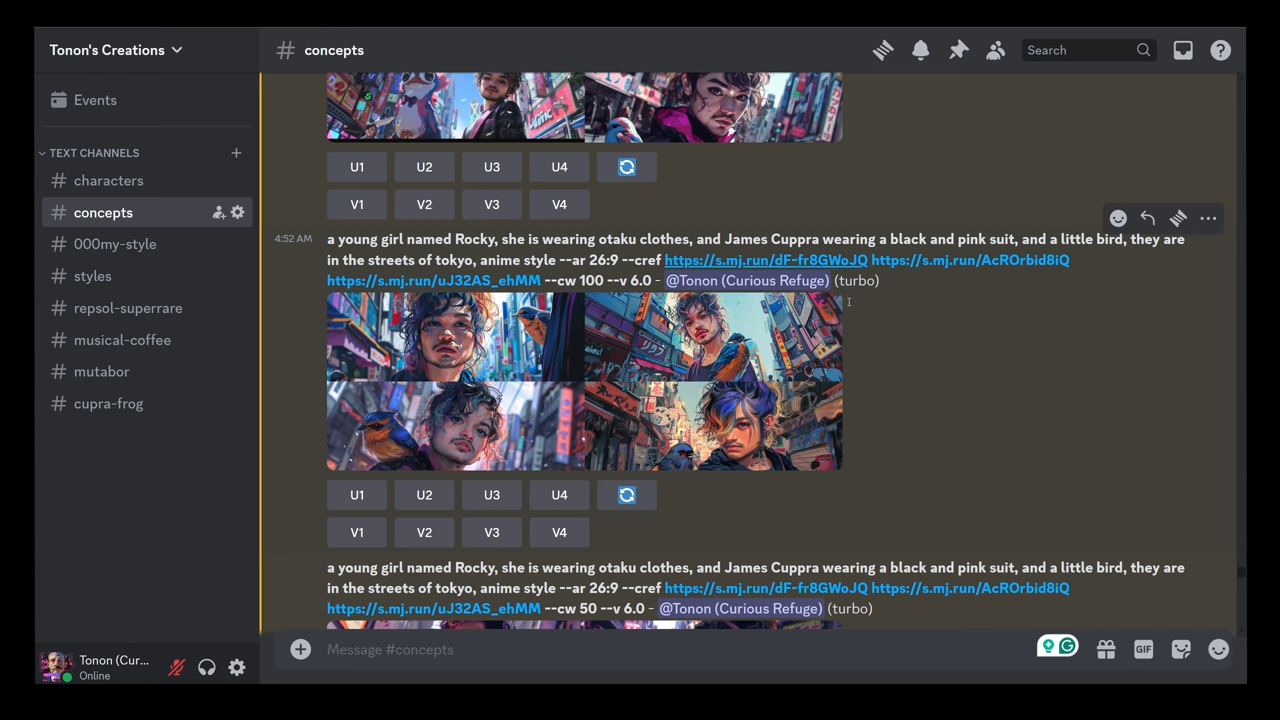 Tonon's Creations
# concepts
Search
Events
TEXT CHANNELS
# characters
# concepts
# 000my-style
# styles
# repsol-superrare
# musical-coffee
# mutabor
# cupra-frog
U1 U2 U3 U4
V1 V2 V3 V4
4:52 AM
a young girl named Rocky, she is wearing otaku clothes, and James Cuppra wearing a black and pink suit, and a little bird, they are
in the streets of tokyo, anime style --ar 26:9 --cref https://s.mj.run/dF-fr8GWoJQ https://s.mj.run/AcROrbid8iQ
https://s.mj.run/uJ32AS_ehMM --cw 100 --v 6.0 - @Tonon (Curious Refuge) (turbo)
U1 U2 U3 U4
V1 V2 V3 V4
a young girl named Rocky, she is wearing otaku clothes, and James Cuppra wearing a black and pink suit, and a little bird, they are
in the streets of tokyo, anime style --ar 26:9 --cref https://s.mj.run/dF-fr8GWoJQ https://s.mj.run/AcROrbid8iQ
https://s.mj.run/uJ32AS_ehMM --cw 50 --v 6.0 - @Tonon (Curious Refuge) (turbo)
Message #concepts
GIF
Tonon (Cur...
Online